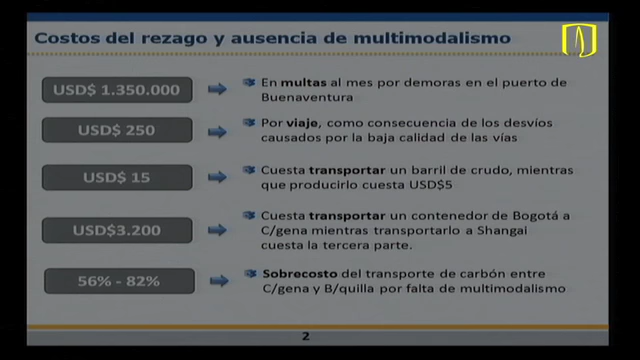 Costos del rezago y ausencia de multimodalismo
USD$ 1.350.000
En multas al mes por demoras en el puerto de
Buenaventura
USD$ 250
Por viaje, como consecuencia de los desvíos
causados por la baja calidad de las vías
USD$ 15
Cuesta transportar un barril de crudo, mientras
que producirlo cuesta USD$5
USD$3.200
Cuesta transportar un contenedor de Bogotá a
C/gena mientras transportarlo a Shangai
cuesta la tercera parte.
56% - 82%
Sobrecosto del transporte de carbón entre
C/gena y B/quilla por falta de multimodalismo
2